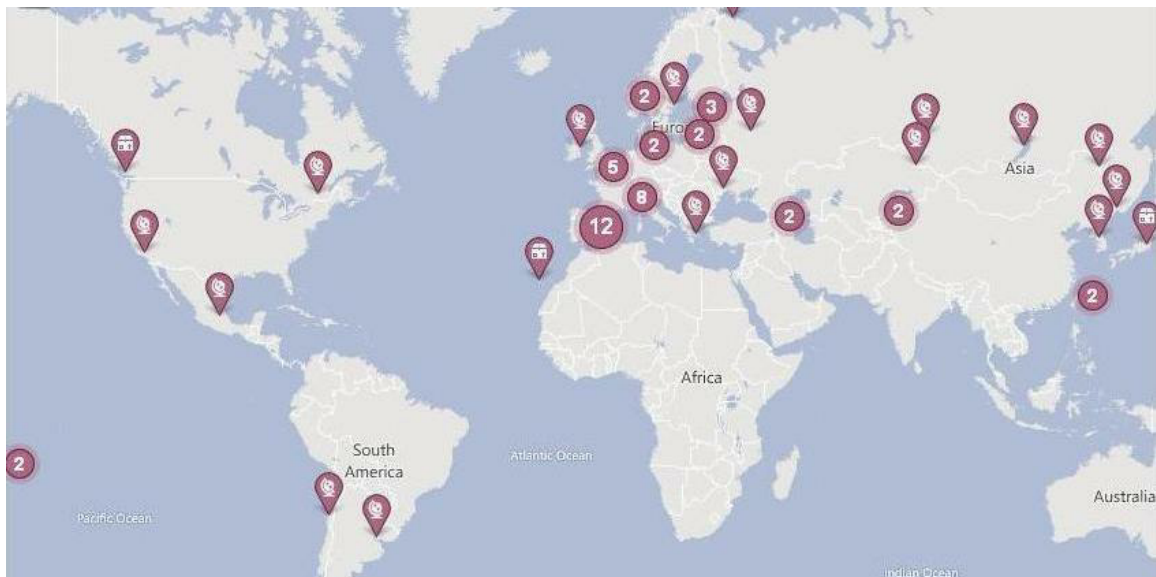 2
3
Euro
2
2
5
Asia
8
2
2
12
2
Africa
South
America
Atlantic Ocean
2
Australia
Pacific Ocean
Indian Ocean